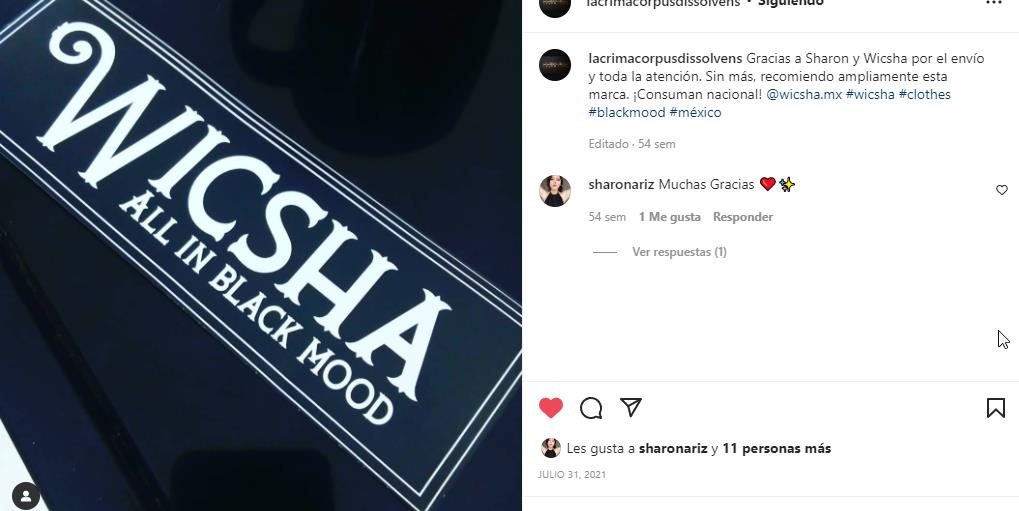 WICSHA
ALL IN BLACK MOOD
lacrimacorpusdissolvens • Siguiendo
lacrimacorpusdissolvens Gracias a Sharon y Wicsha por el envío
y toda la atención. Sin más, recomiendo ampliamente esta
marca. ¡Consuman nacional! @wicsha.mx #wicsha #clothes
#blackmood #méxico
Editado · 54 sem
sharonariz Muchas Gracias ❤️✨
54 sem 1 Me gusta Responder
Ver respuestas (1)
Les gusta a sharonariz y 11 personas más
JULIO 31, 2021